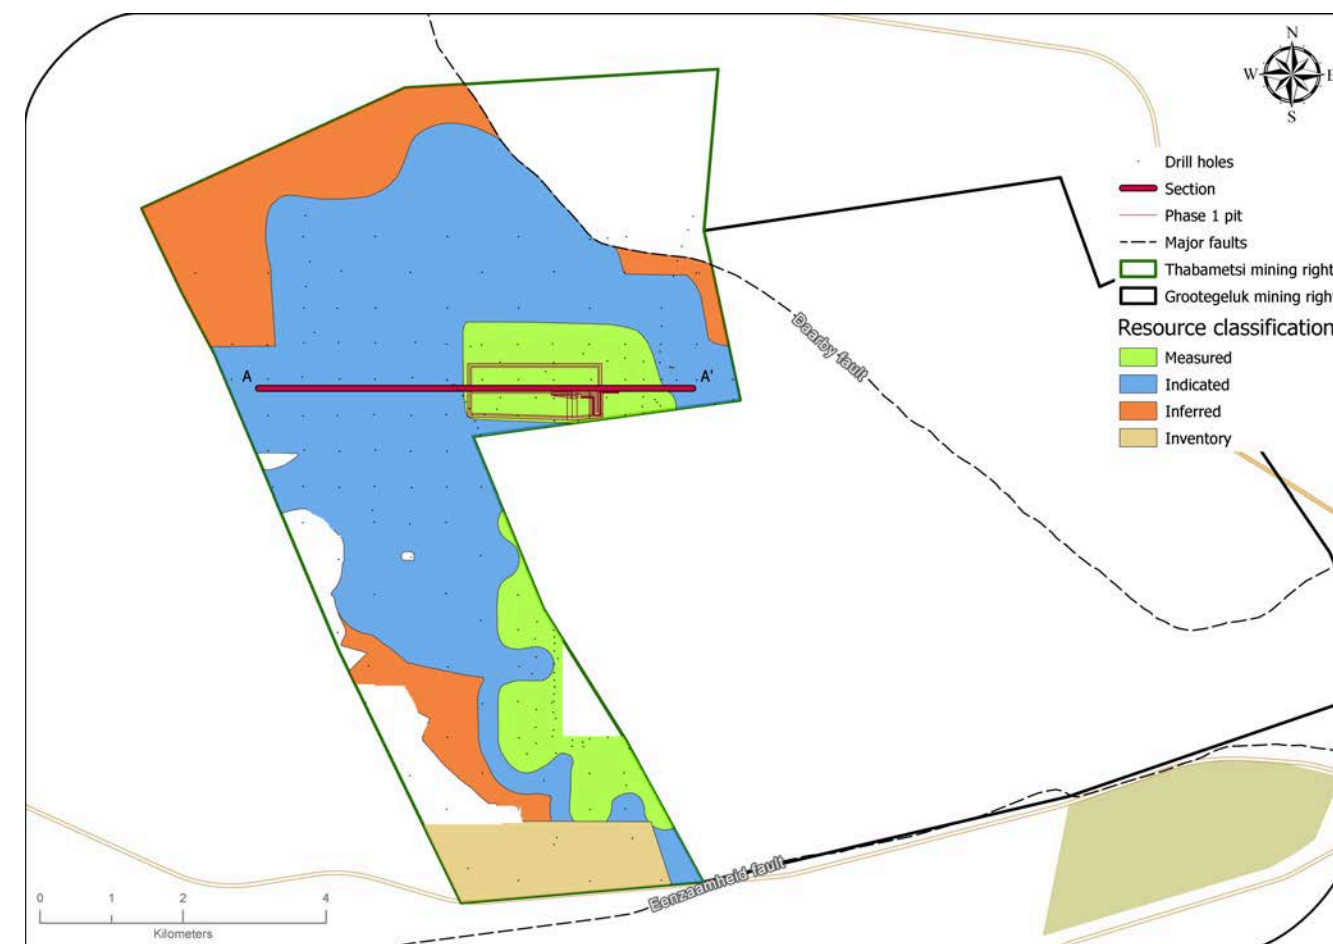 N
W
E
S
Drill holes
Section
Phase 1 pit
Major faults
Thabametsi mining right
Grootegeluk mining right
Resource classification
Measured
Indicated
Inferred
Inventory
Daarby fault
A
A'
Eenzaamheid fault
0 1 2 4
Kilometers